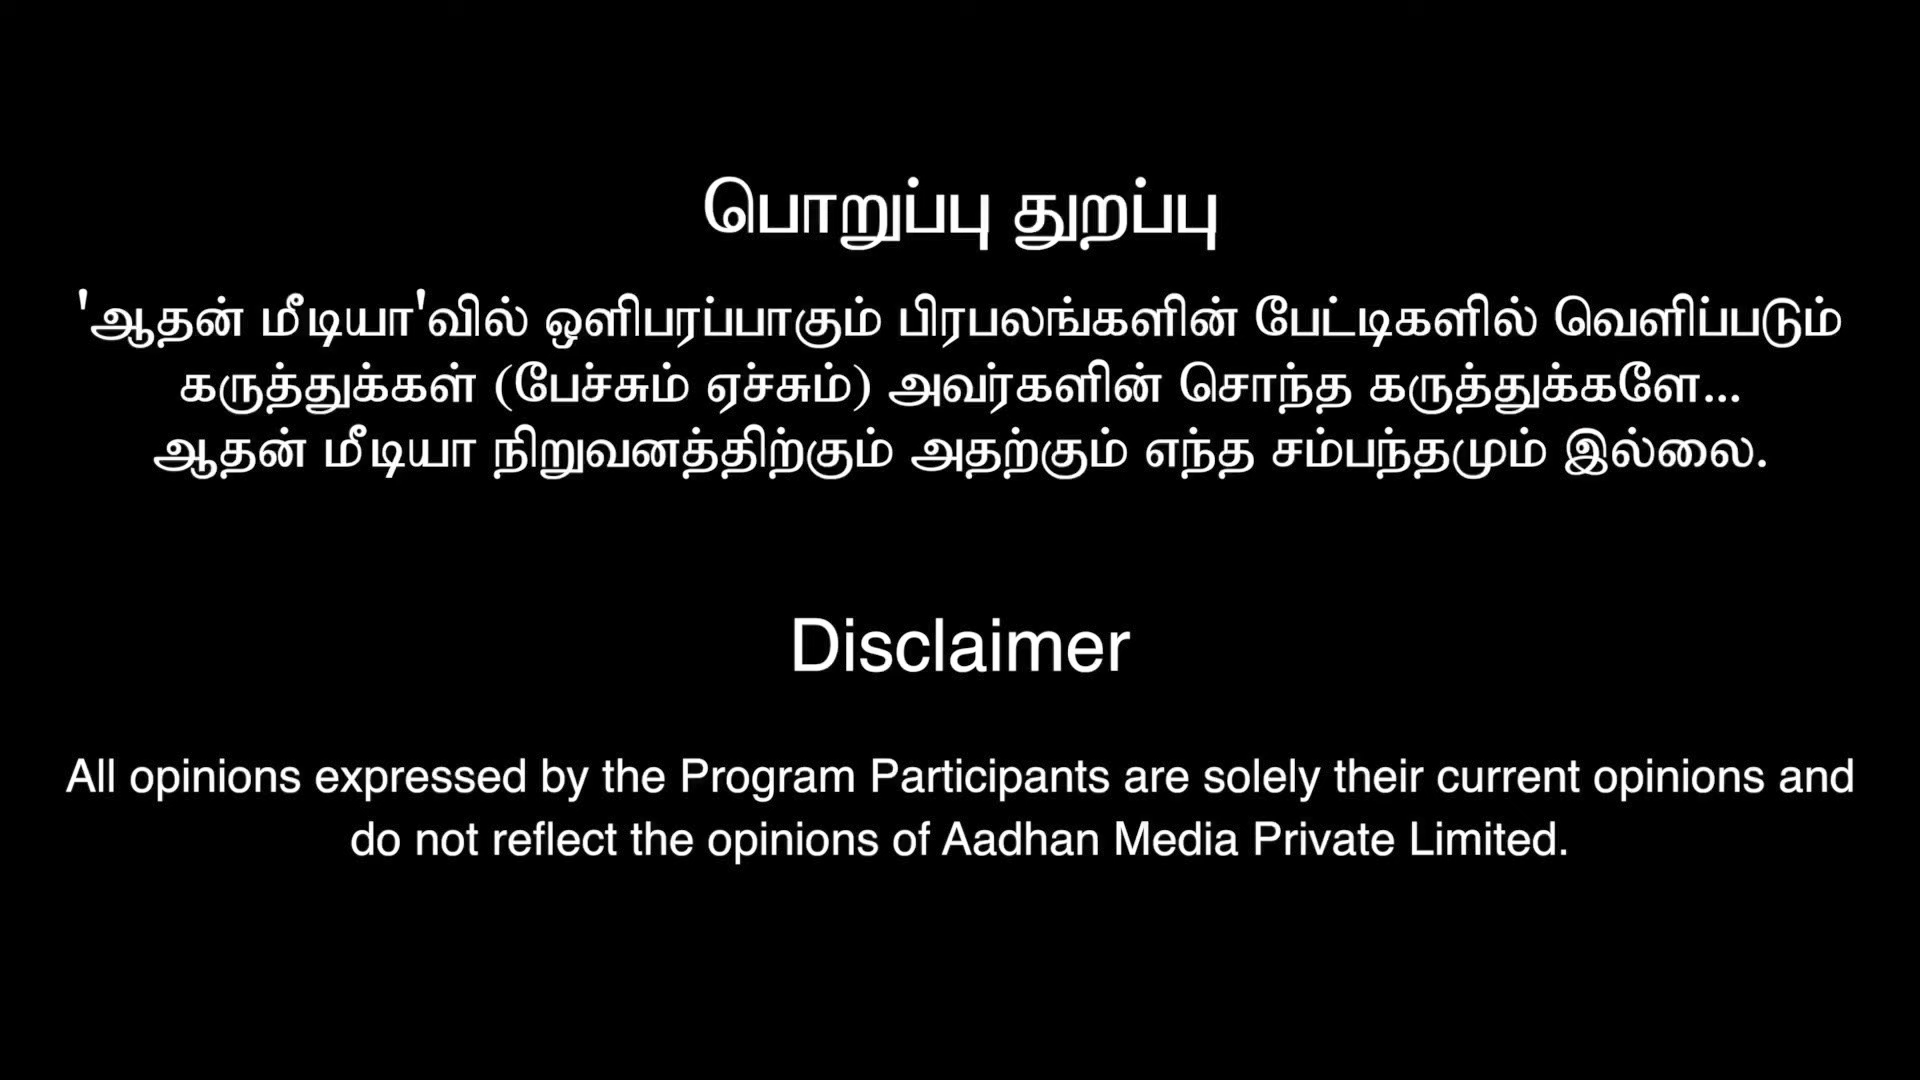 பொறுப்பு துறப்பு
'ஆதன் மீடியா'வில் ஒளிபரப்பாகும் பிரபலங்களின் பேட்டிகளில் வெளிப்படும்
கருத்துக்கள் (பேச்சும் ஏச்சும்) அவர்களின் சொந்த கருத்துக்களே...
ஆதன் மீடியா நிறுவனத்திற்கும் அதற்கும் எந்த சம்பந்தமும் இல்லை.
Disclaimer
All opinions expressed by the Program Participants are solely their current opinions and
do not reflect the opinions of Aadhan Media Private Limited.